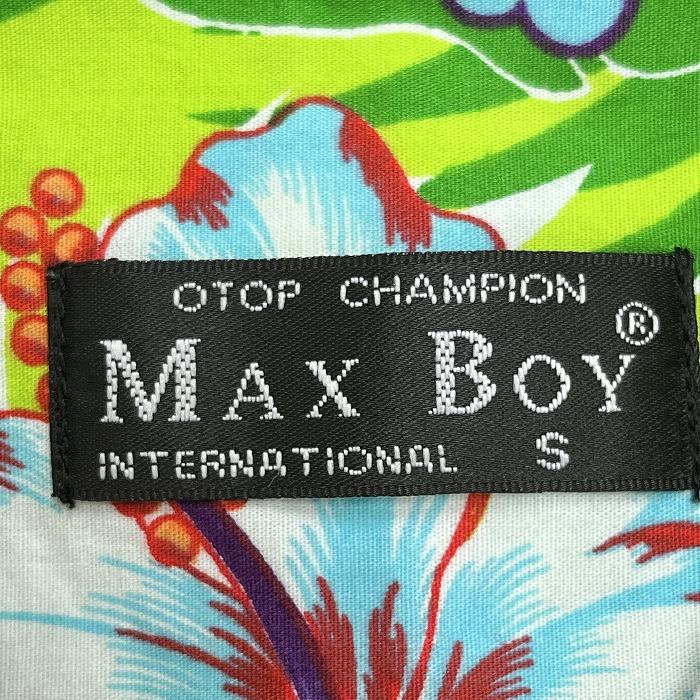 OTOP CHAMPION
MAX BOY®
INTERNATIONAL S